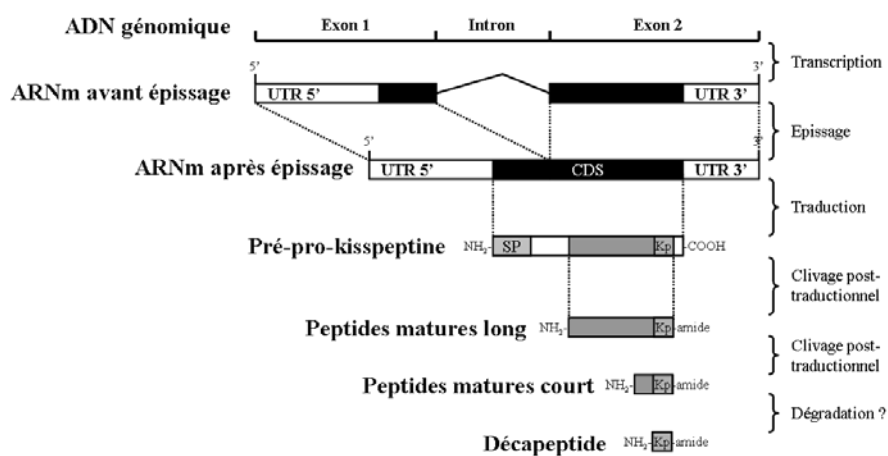 ADN génomique Exon 1 Intron Exon 2
5’ 3’ Transcription
ARNm avant épissage UTR 5’ UTR 3’
5’ 3’ Epissage
ARNm après épissage UTR 5’ CDS UTR 3’
Traduction
Pré-pro-kisspeptine NH2- SP Kp -COOH
Clivage post-
traductionnel
Peptides matures long NH2- Kp -amide
Clivage post-
traductionnel
Peptides matures court NH2- Kp -amide
Dégradation ?
Décapeptide NH2- Kp -amide